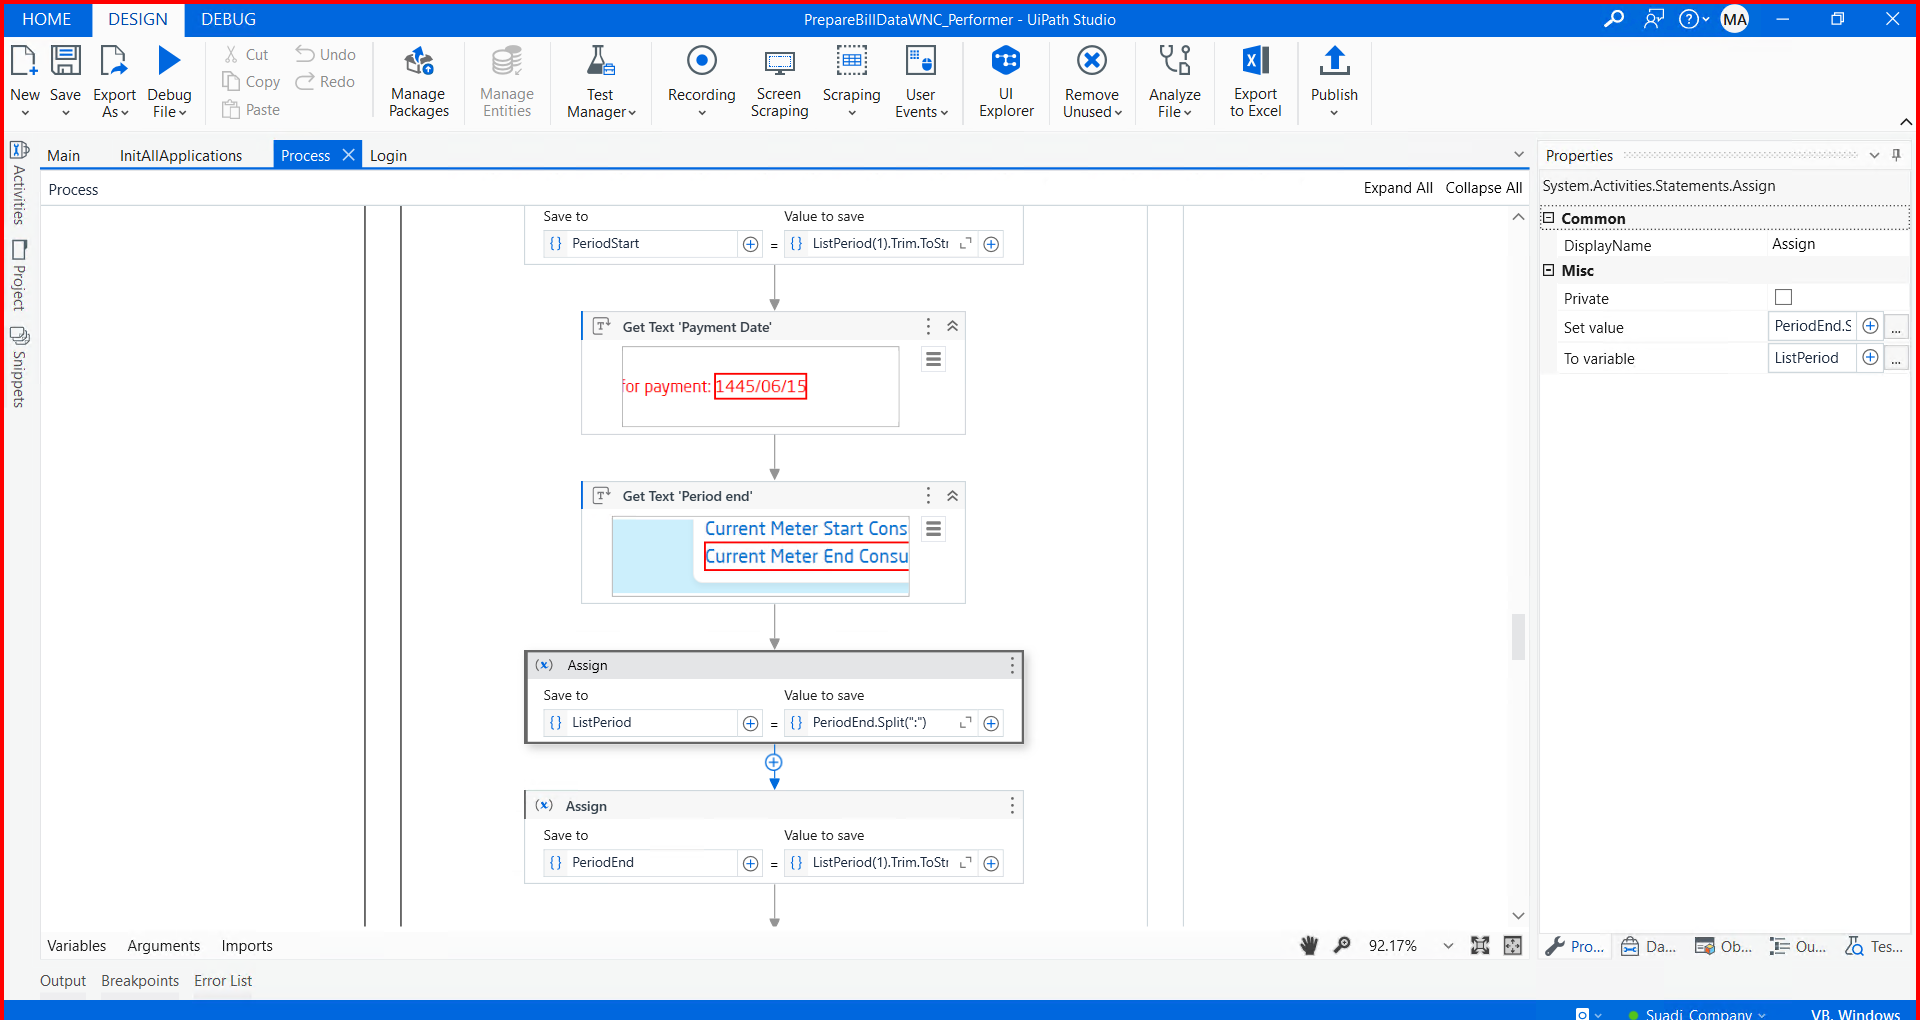 HOME DESIGN DEBUG
PrepareBillDataWNC_Performer - UiPath Studio
MA
New
Save
Export As
Debug File
Cut
Copy
Paste
Undo
Redo
Manage Packages
Manage Entities
Test Manager
Recording
Screen Scraping
Scraping
User Events
UI Explorer
Remove Unused
Analyze File
Export to Excel
Publish
Main InitAllApplications Process Login
Process
Expand All Collapse All
Activities
Project
Snippets
Save to Value to save
PeriodStart = ListPeriod(1).Trim.ToStr
Get Text 'Payment Date'
for payment: 1445/06/15
Get Text 'Period end'
Current Meter Start Cons
Current Meter End Consu
Assign
Save to Value to save
ListPeriod = PeriodEnd.Split(":")
Assign
Save to Value to save
PeriodEnd = ListPeriod(1).Trim.ToStr
Properties
System.Activities.Statements.Assign
Common
DisplayName Assign
Misc
Private
Set value PeriodEnd.S ...
To variable ListPeriod ...
Variables Arguments Imports
92.17%
Pro... Da... Ob... Ou... Tes...
Output Breakpoints Error List
Suadi_Company
VB, Windows